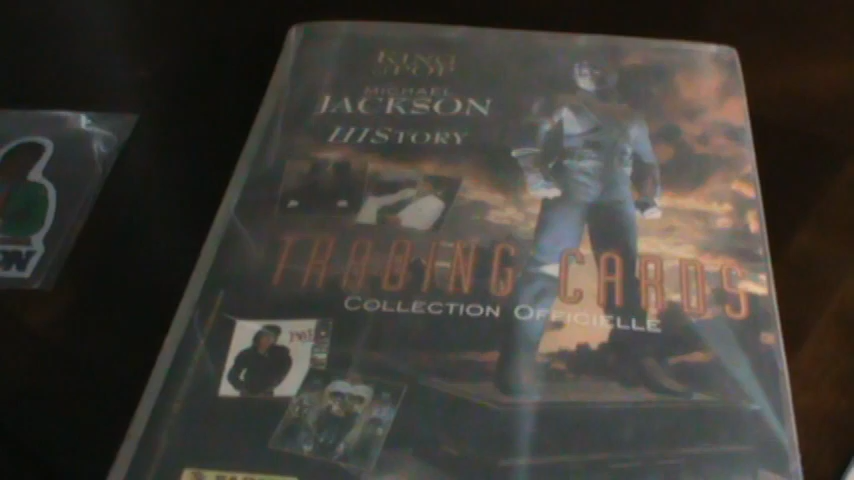 KING
OF POP
MICHAEL
JACKSON
HISTORY
TRADING CARDS
COLLECTION OFFICIELLE